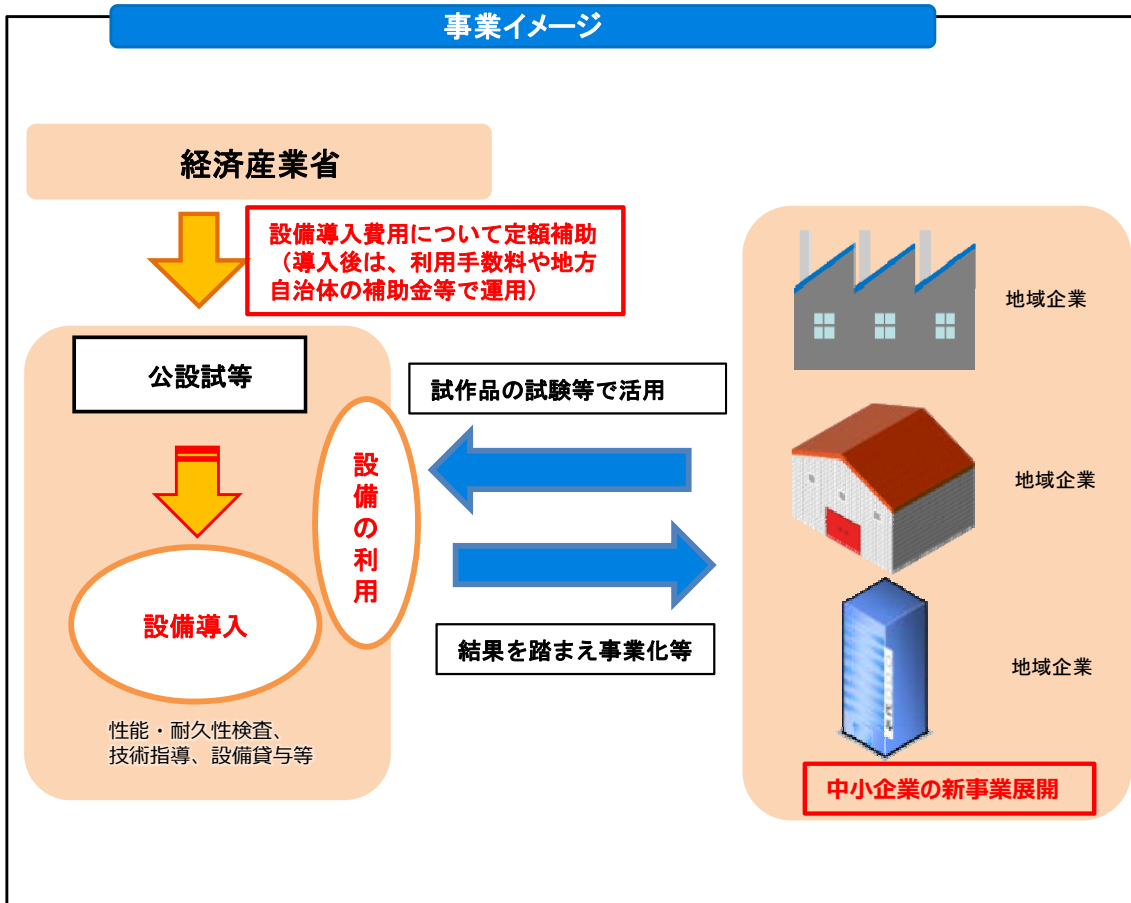 事業イメージ
経済産業省
設備導入費用について定額補助
（導入後は、利用手数料や地方
自治体の補助金等で運用）
公設試等
設備導入
性能・耐久性検査、
技術指導、設備貸与等
設備の利用
試作品の試験等で活用
結果を踏まえ事業化等
地域企業
地域企業
地域企業
中小企業の新事業展開